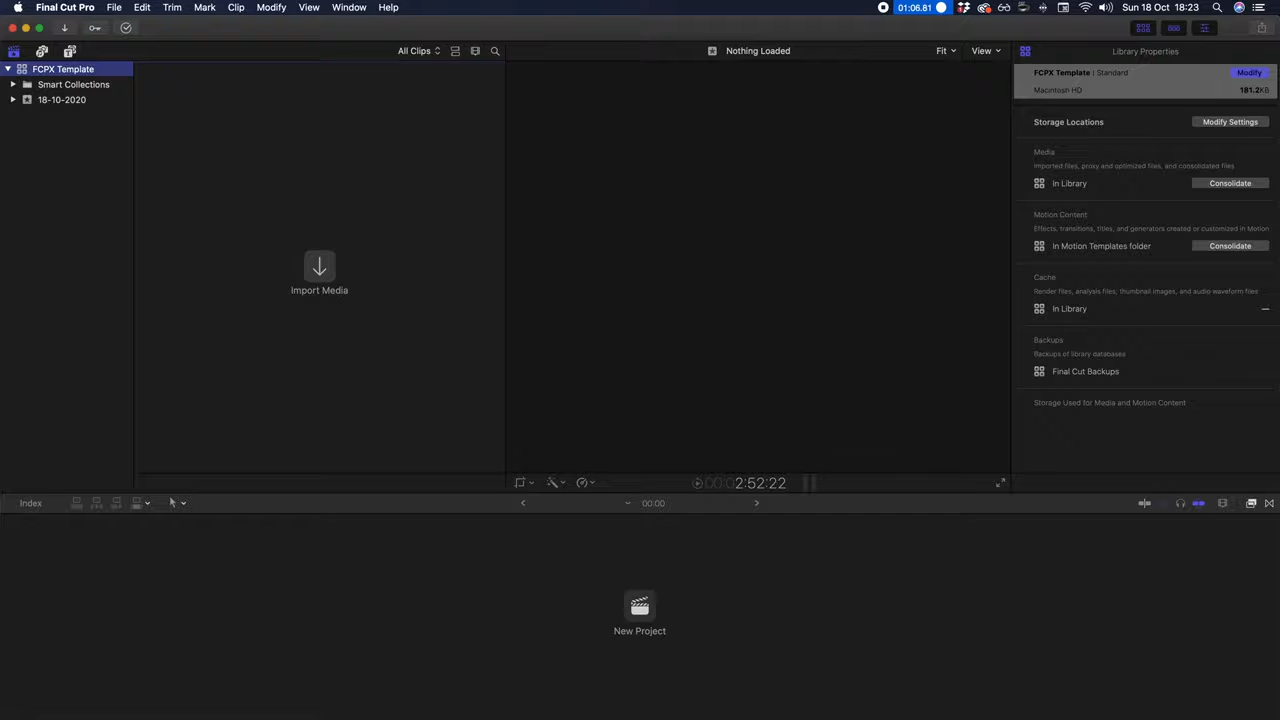 Final Cut Pro File Edit Trim Mark Clip Modify View Window Help 01:06.81 Sun 18 Oct 18:23
All Clips Nothing Loaded Fit View Library Properties
FCPX Template
Smart Collections
18-10-2020
FCPX Template | Standard Modify
Macintosh HD 181.2KB
Storage Locations Modify Settings
Media
Imported files, proxy and optimized files, and consolidated files
In Library Consolidate
Motion Content
Effects, transitions, titles, and generators created or customized in Motion
In Motion Templates folder Consolidate
Cache
Render files, analysis files, thumbnail images, and audio waveform files
In Library
Backups
Backups of library databases
Final Cut Backups
Storage Used for Media and Motion Content
Import Media
00:00:02:52:22
Index 00:00
New Project